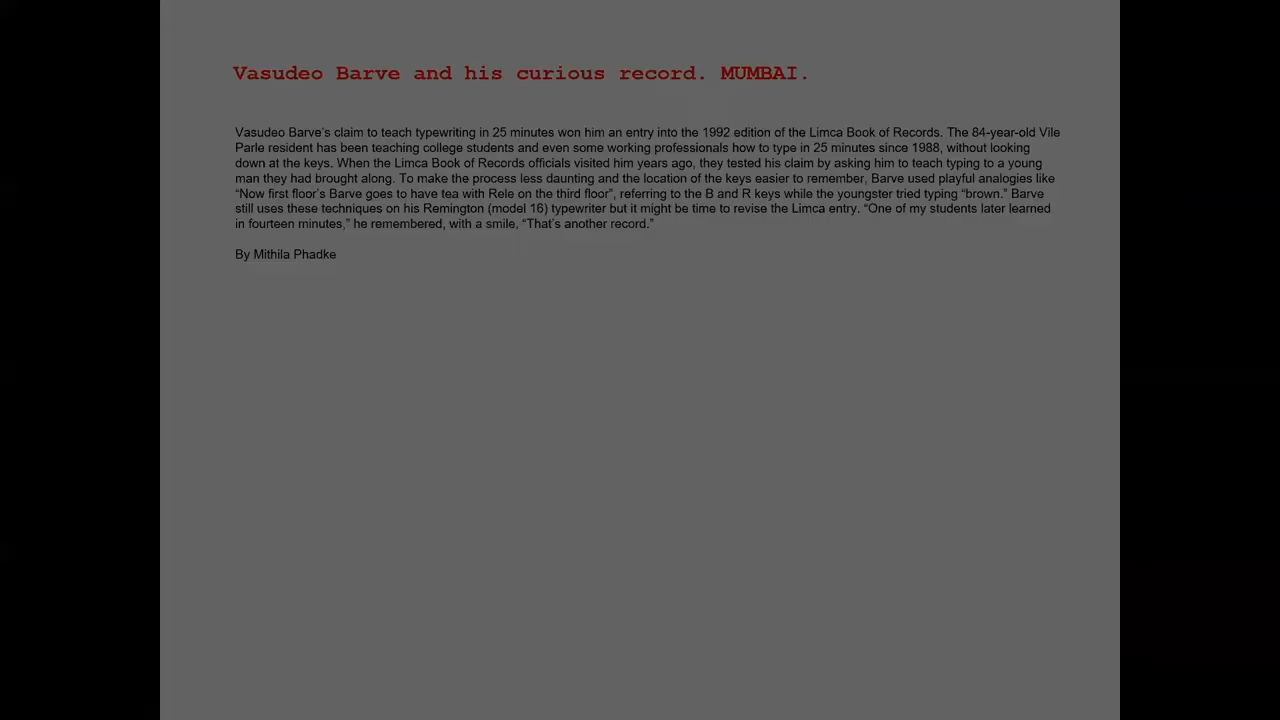 Vasudeo Barve and his curious record. MUMBAI.
Vasudeo Barve’s claim to teach typewriting in 25 minutes won him an entry into the 1992 edition of the Limca Book of Records. The 84-year-old Vile
Parle resident has been teaching college students and even some working professionals how to type in 25 minutes since 1988, without looking
down at the keys. When the Limca Book of Records officials visited him years ago, they tested his claim by asking him to teach typing to a young
man they had brought along. To make the process less daunting and the location of the keys easier to remember, Barve used playful analogies like
“Now first floor’s Barve goes to have tea with Rele on the third floor”, referring to the B and R keys while the youngster tried typing “brown.” Barve
still uses these techniques on his Remington (model 16) typewriter but it might be time to revise the Limca entry. “One of my students later learned
in fourteen minutes,” he remembered, with a smile, “That’s another record.”
By Mithila Phadke